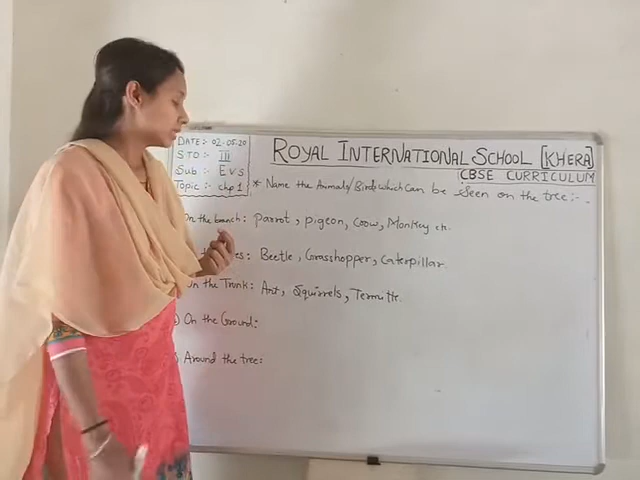 DATE:- 02-05-20
STD:- III
Sub:- E.V.S
Topic:- chp 1
ROYAL INTERNATIONAL SCHOOL [KHERA]
CBSE CURRICULUM
* Name the Animals/Birds which can be seen on the tree:-
On the branch: Parrot, pigeon, Coow, Monkey etc.
es: Beetle, Grasshopper, Caterpillar.
On the Trunk: Ant, Squirrels, Termite.
On the Ground:
Around the tree: